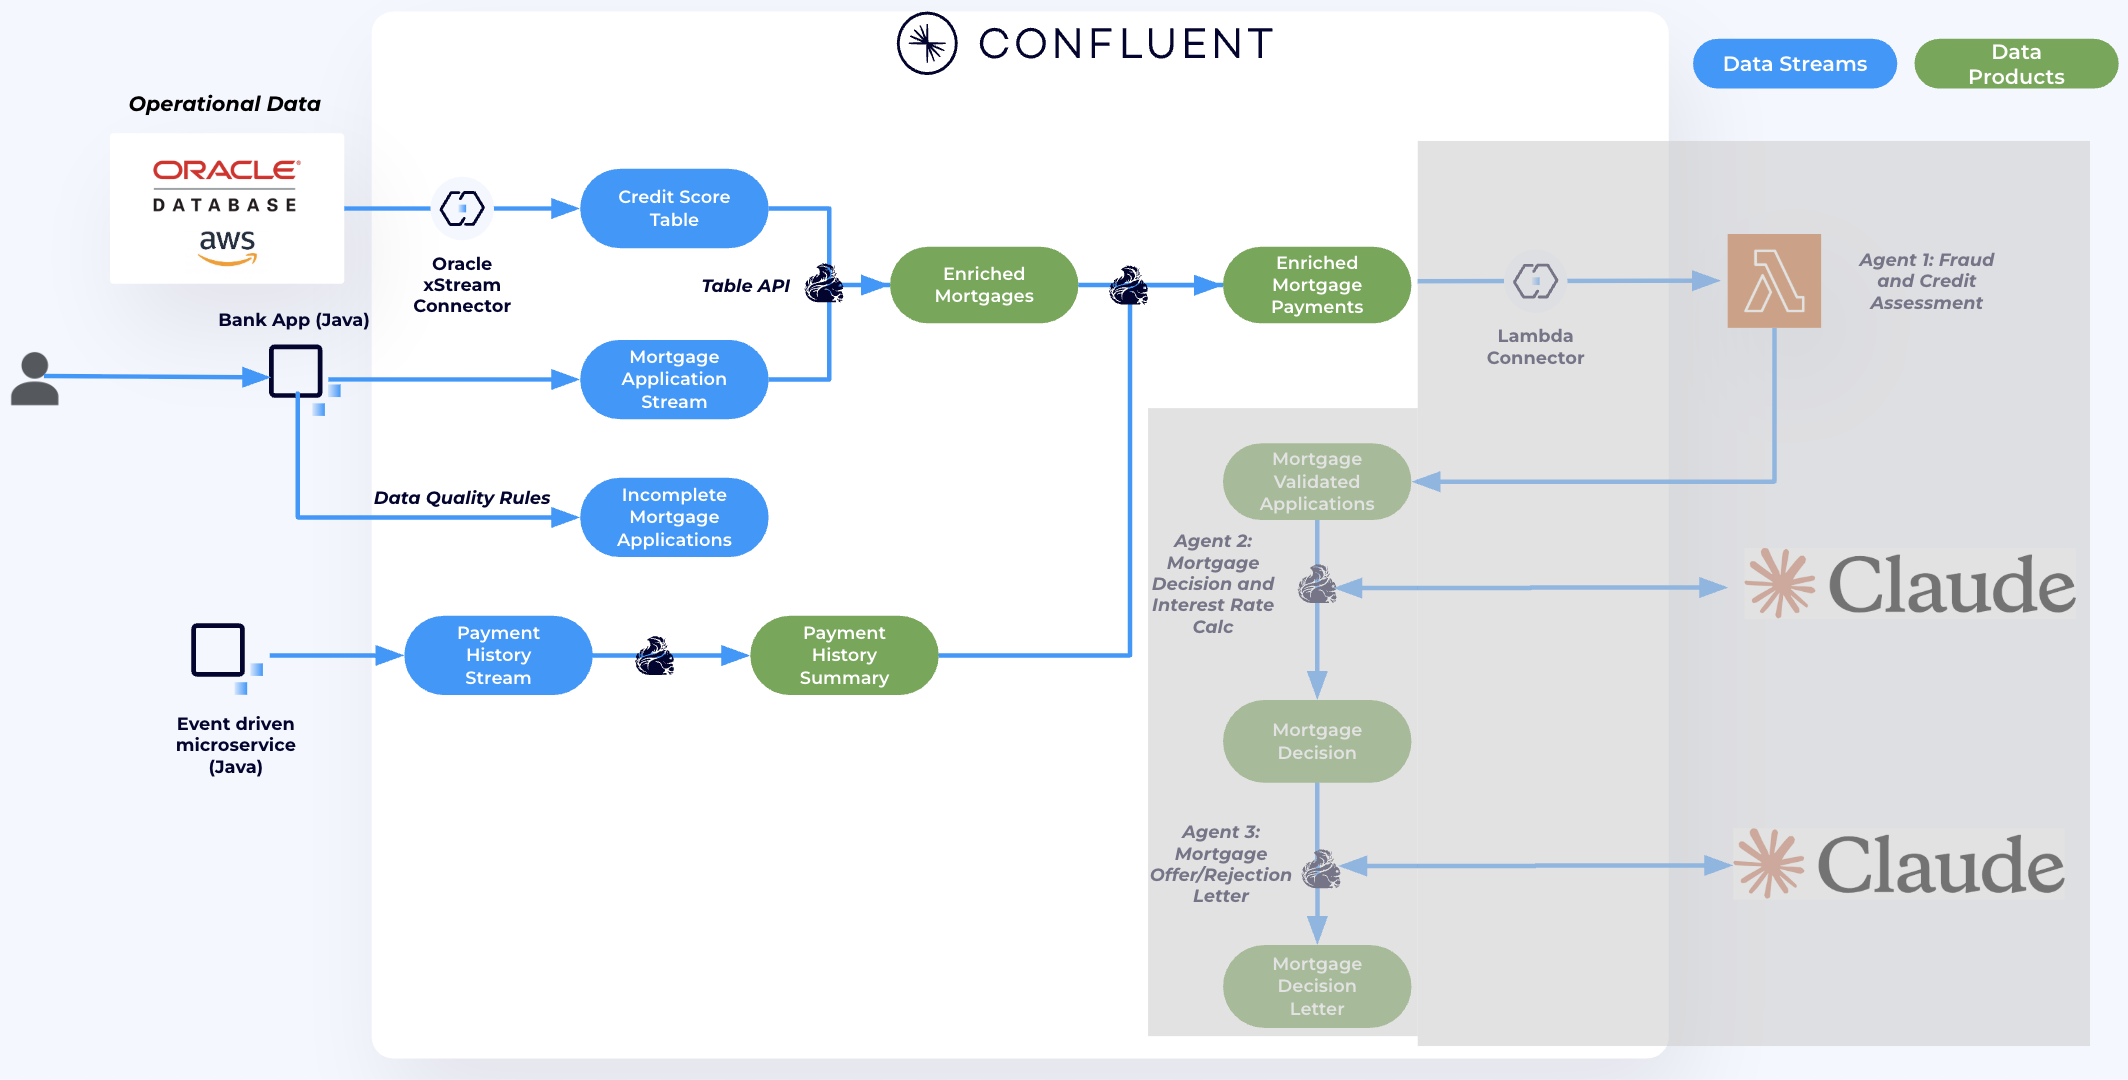 CONFLUENT
Data Streams
Data
Products
Operational Data
ORACLE®
DATABASE
aws
Oracle
xStream
Connector
Credit Score
Table
Table API
Enriched
Mortgages
Enriched
Mortgage
Payments
Lambda
Connector
Agent 1: Fraud
and Credit
Assessment
Bank App (Java)
Mortgage
Application
Stream
Data Quality Rules
Incomplete
Mortgage
Applications
Mortgage
Validated
Applications
Agent 2:
Mortgage
Decision and
Interest Rate
Calc
Claude
Payment
History
Stream
Payment
History
Summary
Event driven
microservice
(Java)
Mortgage
Decision
Agent 3:
Mortgage
Offer/Rejection
Letter
Claude
Mortgage
Decision
Letter